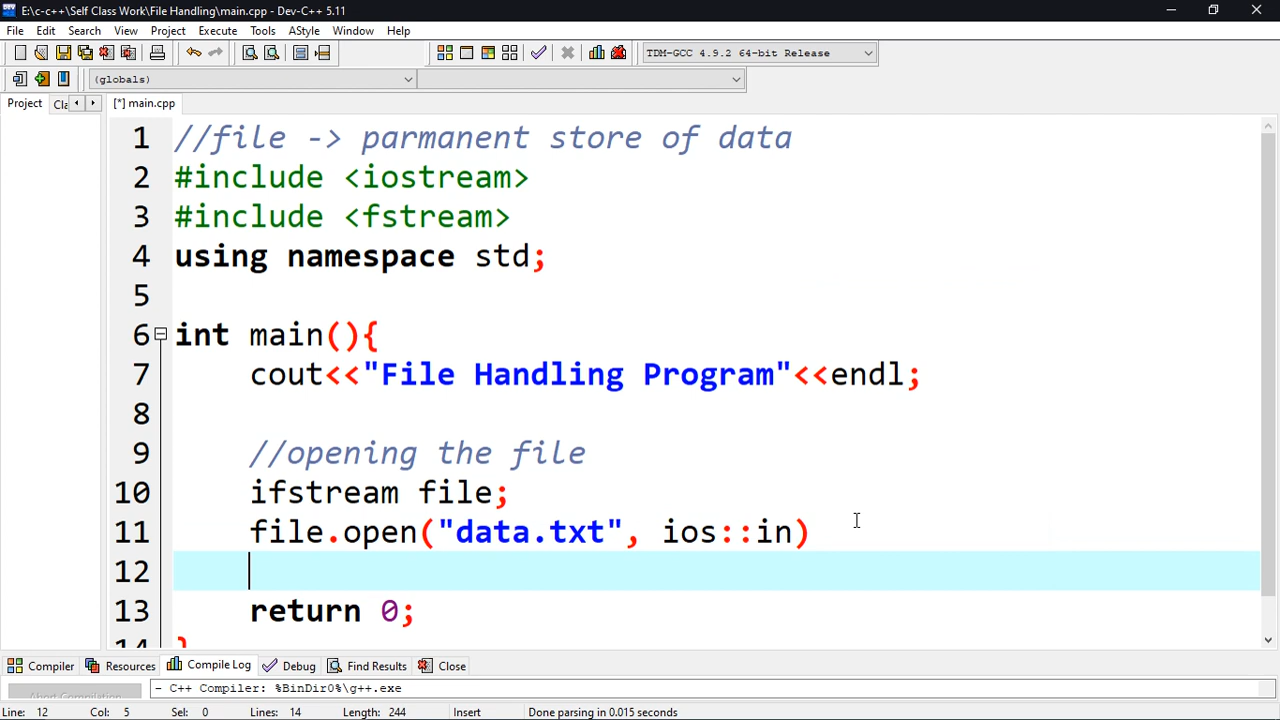 E:\c-c++\Self Class Work\File Handling\main.cpp - Dev-C++ 5.11
File Edit Search View Project Execute Tools AStyle Window Help
TDM-GCC 4.9.2 64-bit Release
(globals)
Project Cla [*] main.cpp
1 //file -> parmanent store of data
2 #include <iostream>
3 #include <fstream>
4 using namespace std;
5
6 int main(){
7 cout<<"File Handling Program"<<endl;
8
9 //opening the file
10 ifstream file;
11 file.open("data.txt", ios::in)
12
13 return 0;
14 }
Compiler Resources Compile Log Debug Find Results Close
Abort Compilation - C++ Compiler: %BinDir0%\g++.exe
Line: 12 Col: 5 Sel: 0 Lines: 14 Length: 244 Insert Done parsing in 0.015 seconds